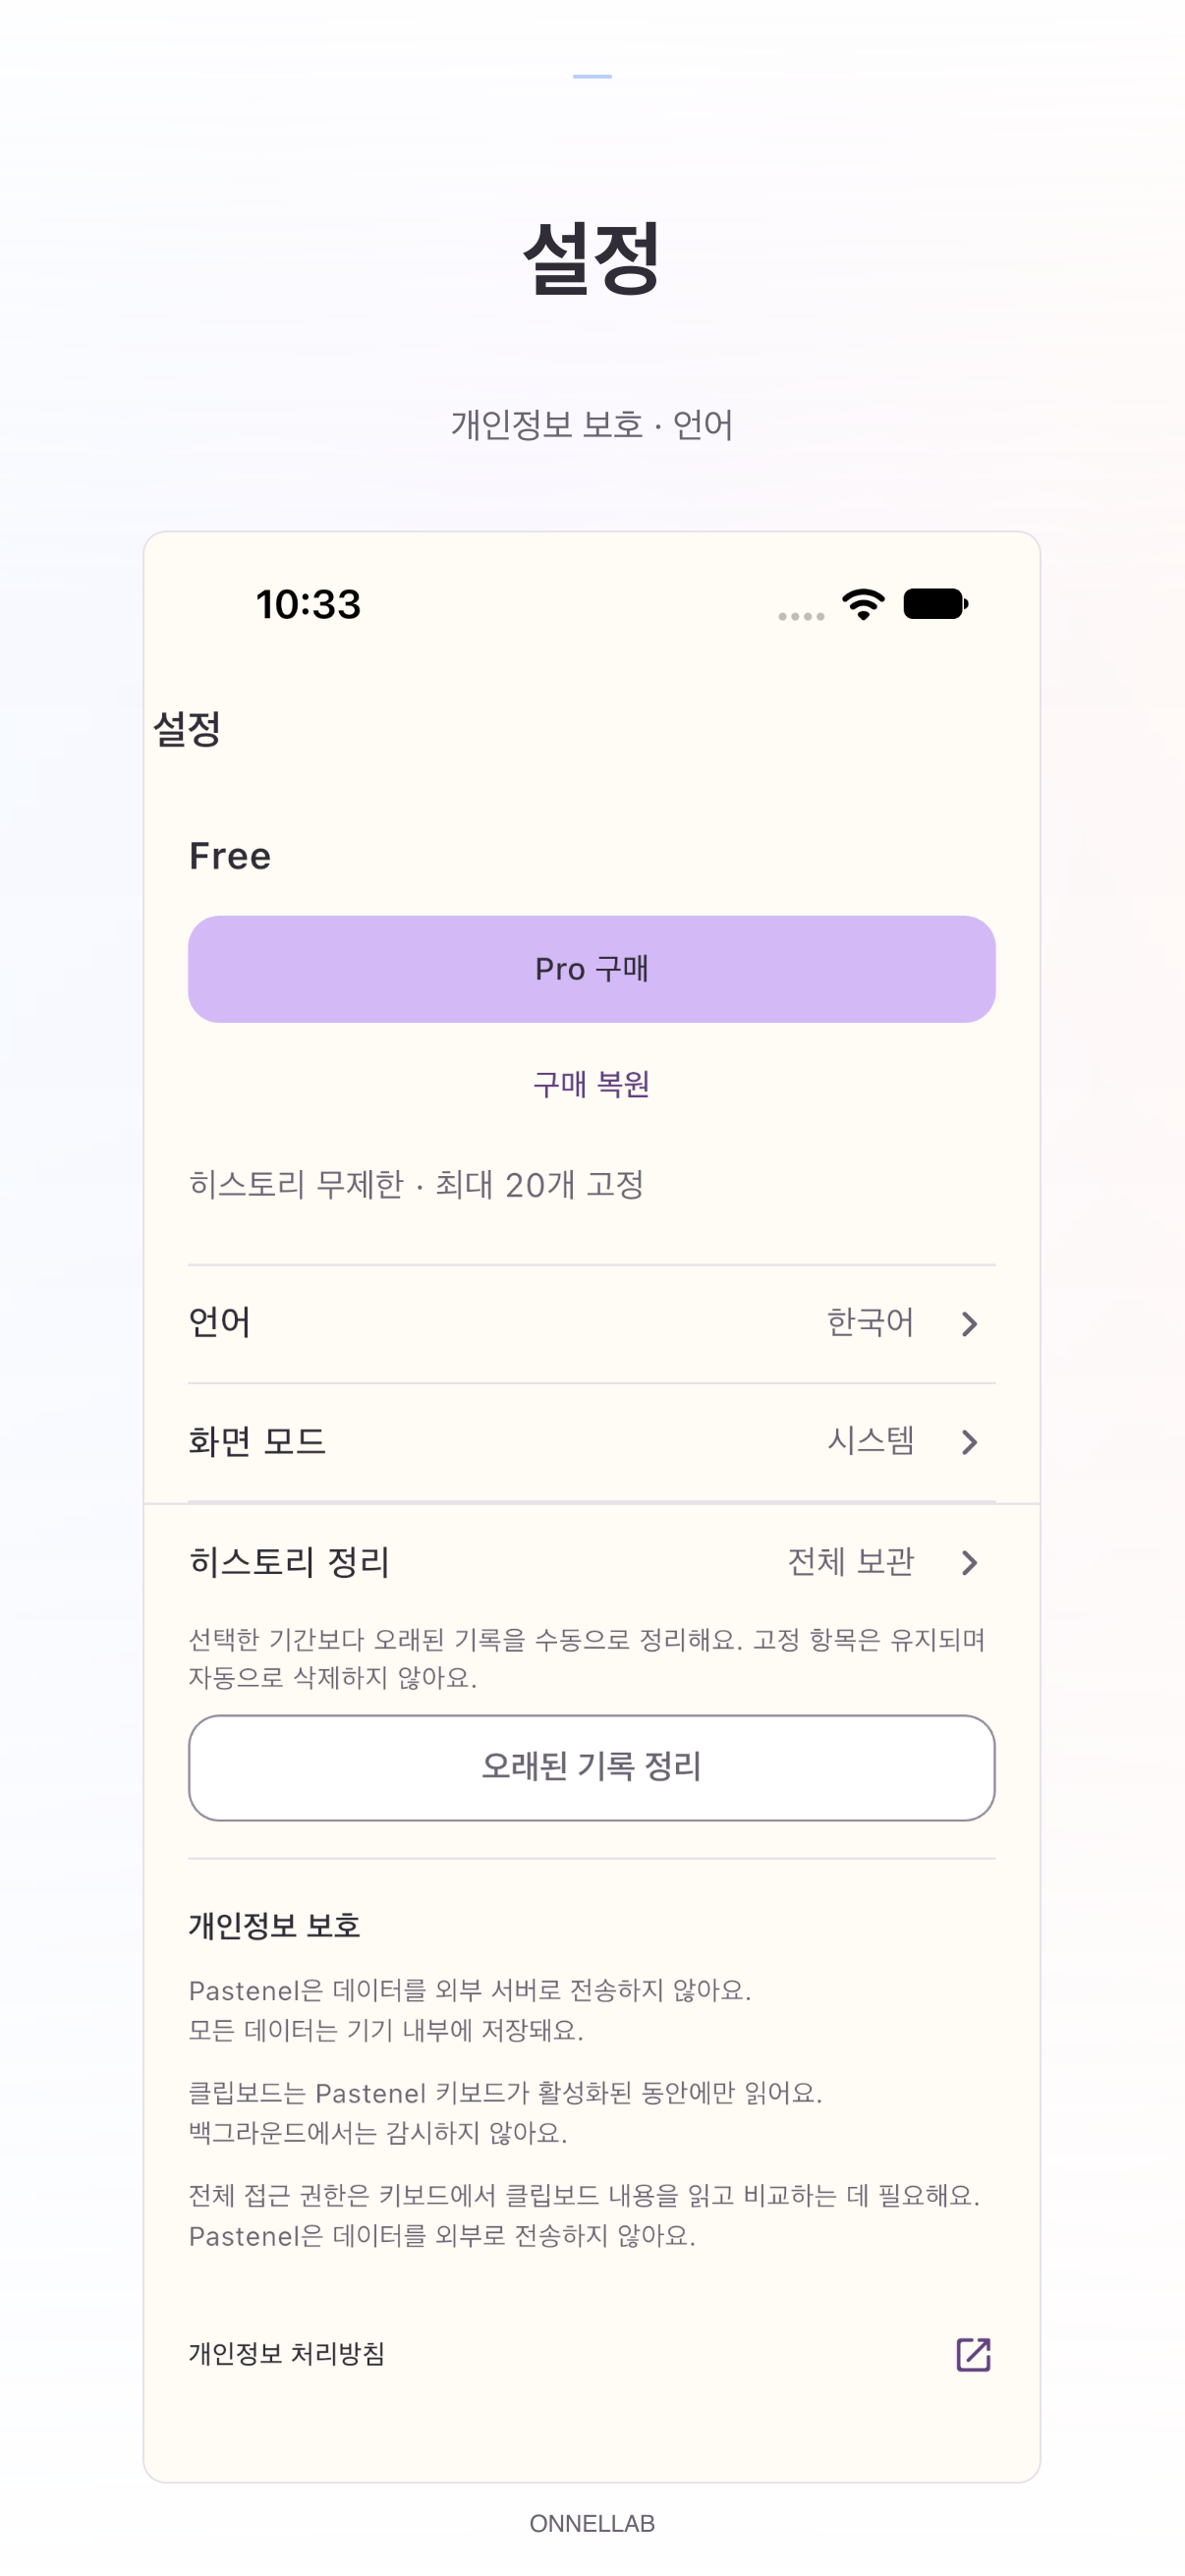 설정
개인정보 보호 · 언어
10:33
설정
Free
Pro 구매
구매 복원
히스토리 무제한 · 최대 20개 고정
언어 한국어
화면 모드 시스템
히스토리 정리 전체 보관
선택한 기간보다 오래된 기록을 수동으로 정리해요. 고정 항목은 유지되며
자동으로 삭제하지 않아요.
오래된 기록 정리
개인정보 보호
Pastenel은 데이터를 외부 서버로 전송하지 않아요.
모든 데이터는 기기 내부에 저장돼요.
클립보드는 Pastenel 키보드가 활성화된 동안에만 읽어요.
백그라운드에서는 감시하지 않아요.
전체 접근 권한은 키보드에서 클립보드 내용을 읽고 비교하는 데 필요해요.
Pastenel은 데이터를 외부로 전송하지 않아요.
개인정보 처리방침
ONNELLAB